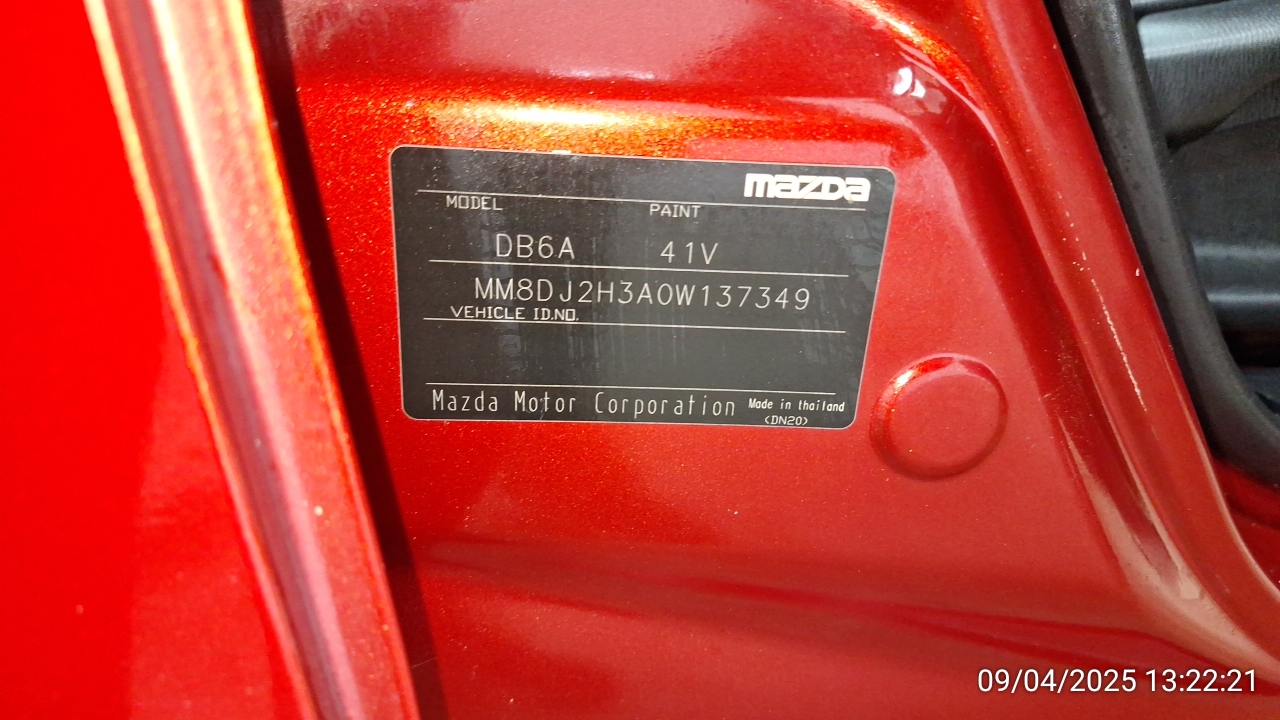 mazda
MODEL PAINT
DB6A 41V
MM8DJ2H3A0W137349
VEHICLE ID.NO.
Mazda Motor Corporation Made in thailand
(DN20)
09/04/2025 13:22:21